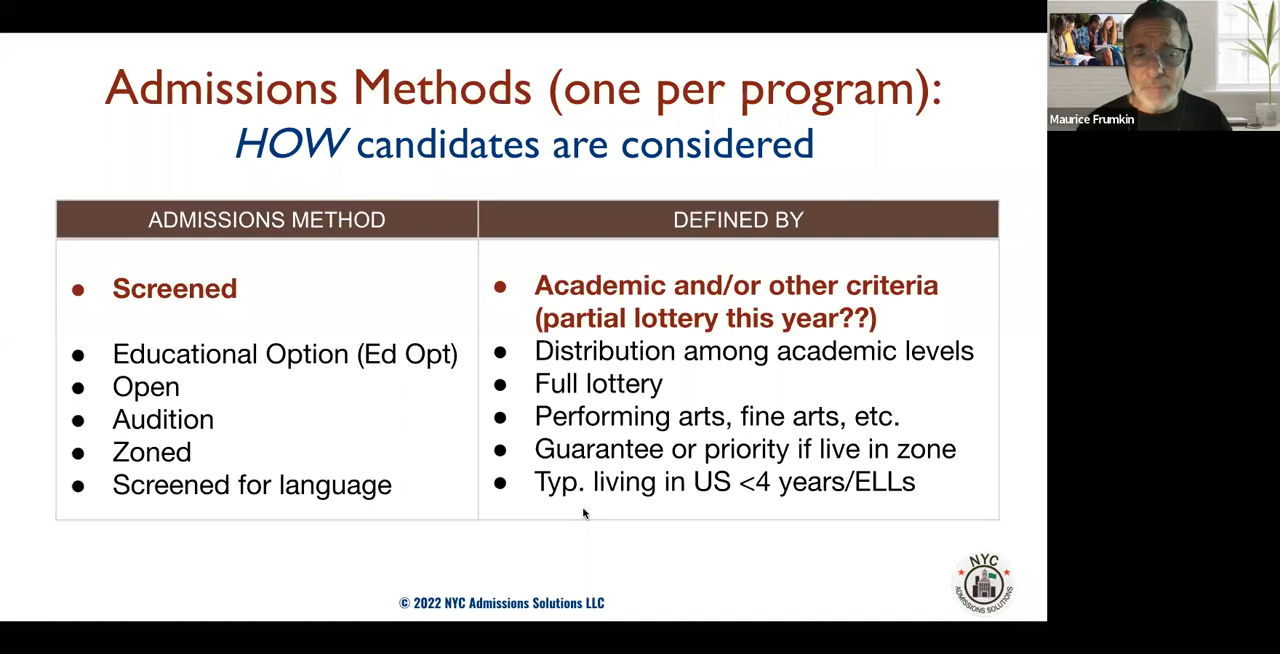 Admissions Methods (one per program):
HOW candidates are considered
ADMISSIONS METHOD
DEFINED BY
● Screened
● Academic and/or other criteria
(partial lottery this year??)
● Educational Option (Ed Opt)
● Distribution among academic levels
● Open
● Full lottery
● Audition
● Performing arts, fine arts, etc.
● Zoned
● Guarantee or priority if live in zone
● Screened for language
● Typ. living in US <4 years/ELLs
© 2022 NYC Admissions Solutions LLC
NYC
ADMISSIONS SOLUTIONS
Maurice Frumkin